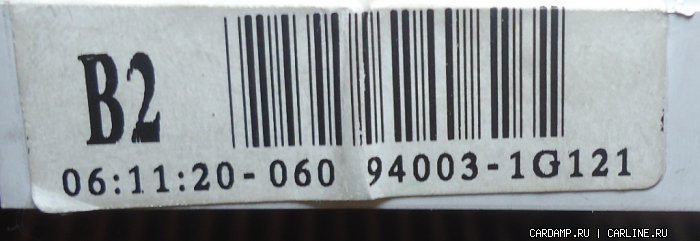 B2
06:11:20-060 94003-1G121
CARDAMP.RU | CARLINE.RU